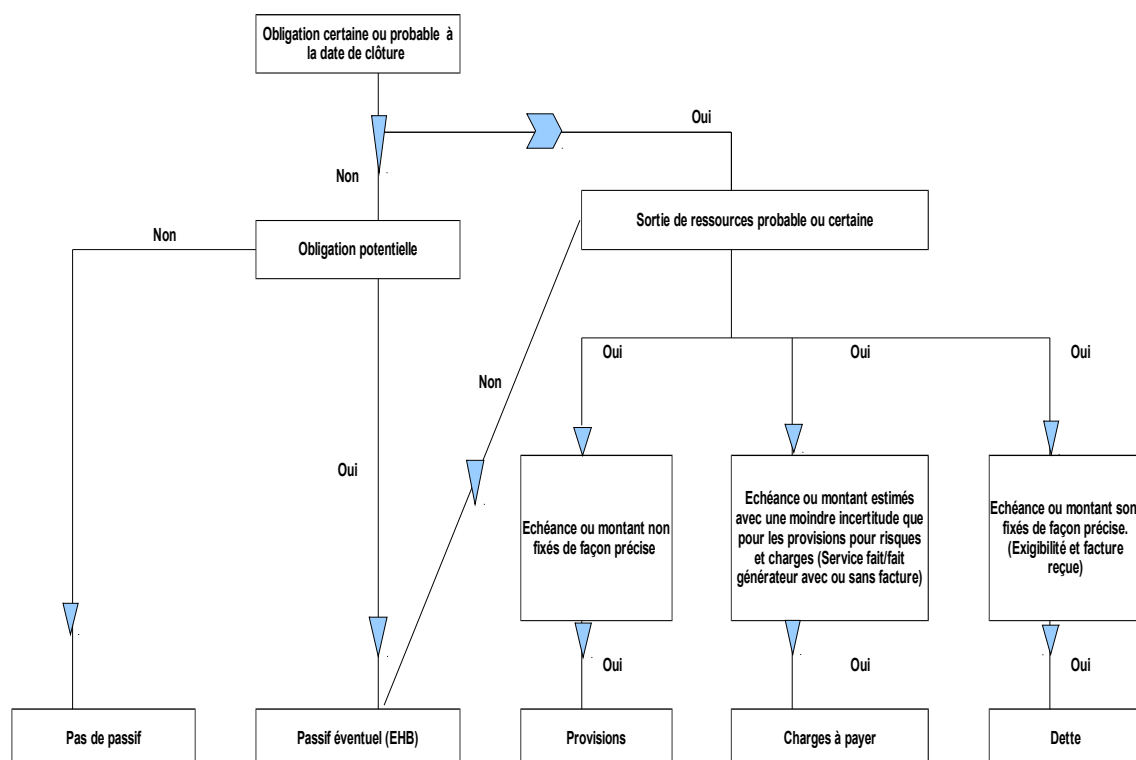 Obligation certaine ou probable à
la date de clôture
Oui
Non
Sortie de ressources probable ou certaine
Non
Obligation potentielle
Oui
Oui
Oui
Non
Oui
Echéance ou montant non
fixés de façon précise
Echéance ou montant estimés
avec une moindre incertitude que
pour les provisions pour risques
et charges (Service fait/fait
générateur avec ou sans facture)
Echéance ou montant son
fixés de façon précise.
(Exigibilité et facture
reçue)
Oui
Oui
Oui
Pas de passif
Passif éventuel (EHB)
Provisions
Charges à payer
Dette